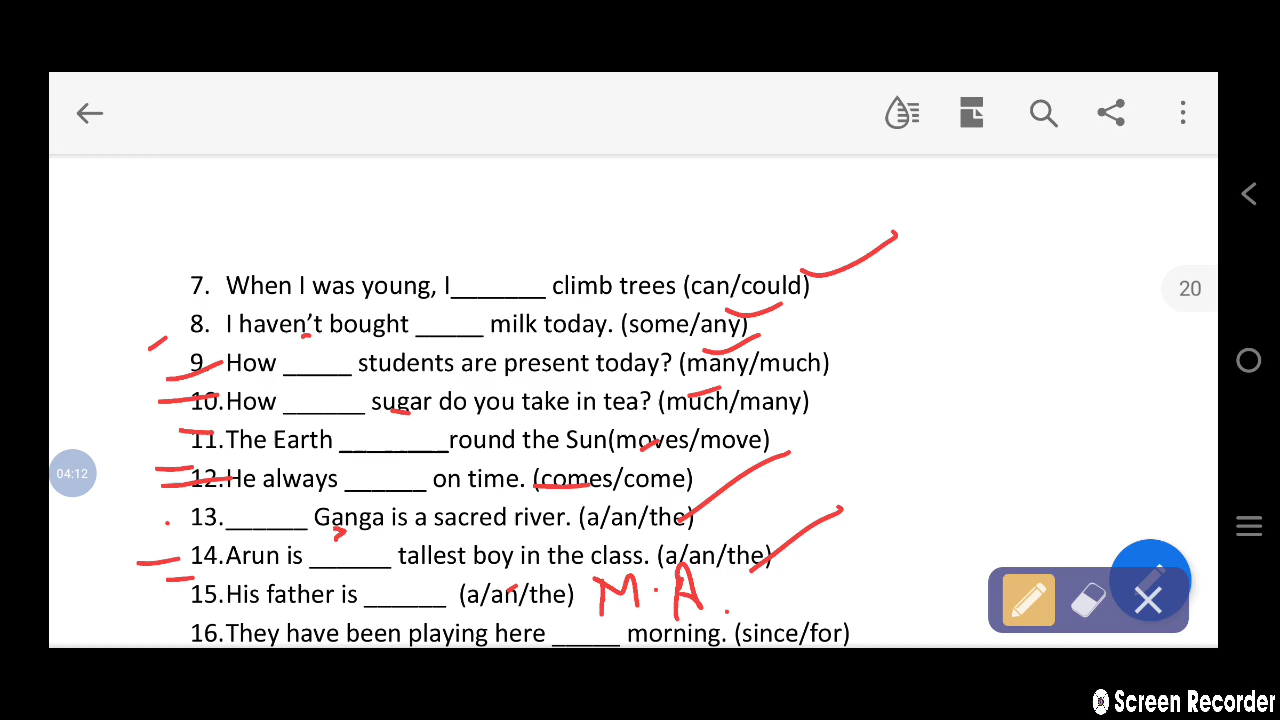 7. When I was young, I_______ climb trees (can/could)
20
8. I haven't bought _____ milk today. (some/any)
9. How _____ students are present today? (many/much)
10.How ______ sugar do you take in tea? (much/many)
11.The Earth ________round the Sun(moves/move)
04:12
12.He always ______ on time. (comes/come)
13.______ Ganga is a sacred river. (a/an/the)
14.Arun is ______ tallest boy in the class. (a/an/the)
15.His father is ______ (a/an/the) M.A.
16.They have been playing here _____ morning. (since/for)
Screen Recorder